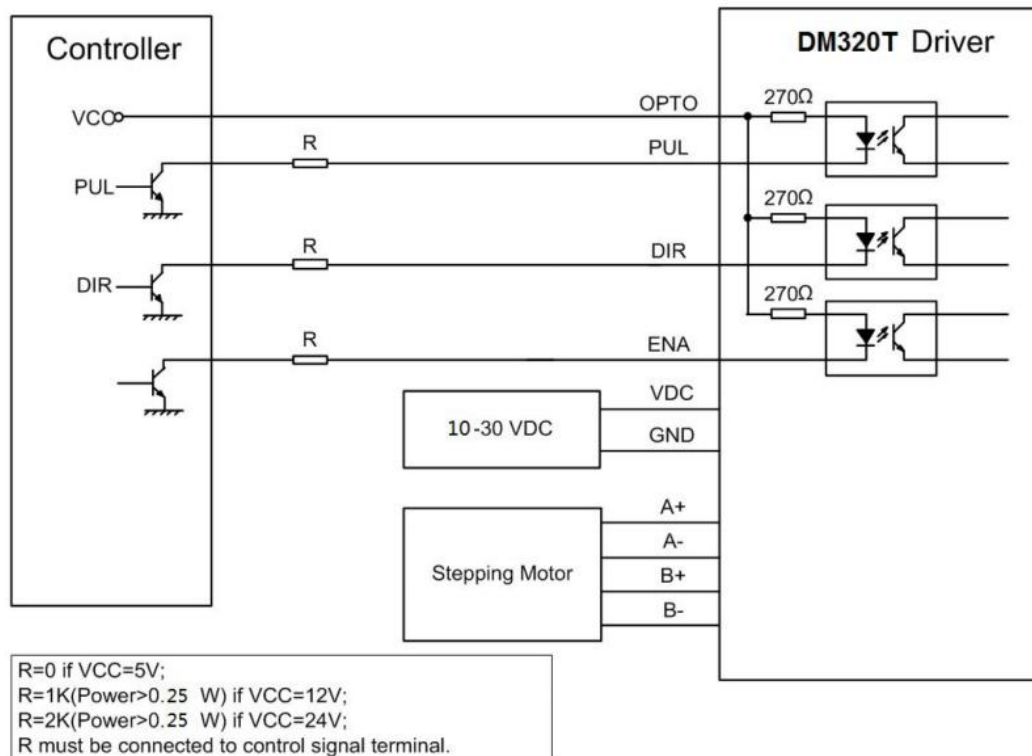 Controller
DM320T Driver
VCC
OPTO
270Ω
R
PUL
PUL
270Ω
R
DIR
DIR
270Ω
R
ENA
VDC
10-30 VDC
GND
A+
A-
Stepping Motor
B+
B-
R=0 if VCC=5V;
R=1K(Power>0.25 W) if VCC=12V;
R=2K(Power>0.25 W) if VCC=24V;
R must be connected to control signal terminal.